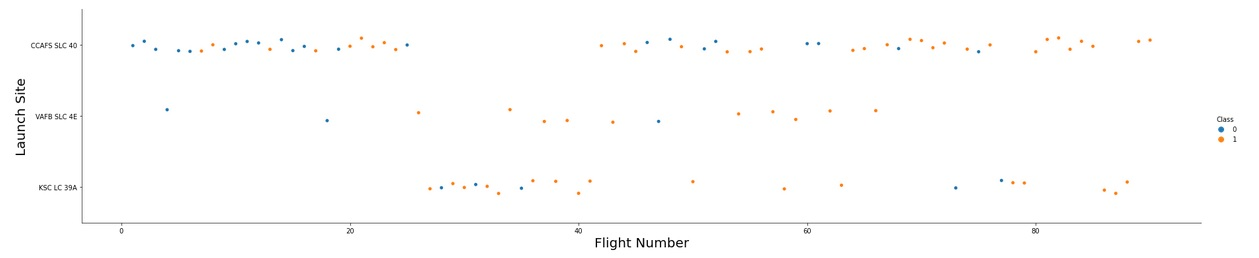 Launch Site
CCAFS SLC 40
VAFB SLC 4E
KSC LC 39A
0 20 40 60 80
Flight Number
Class
0
1